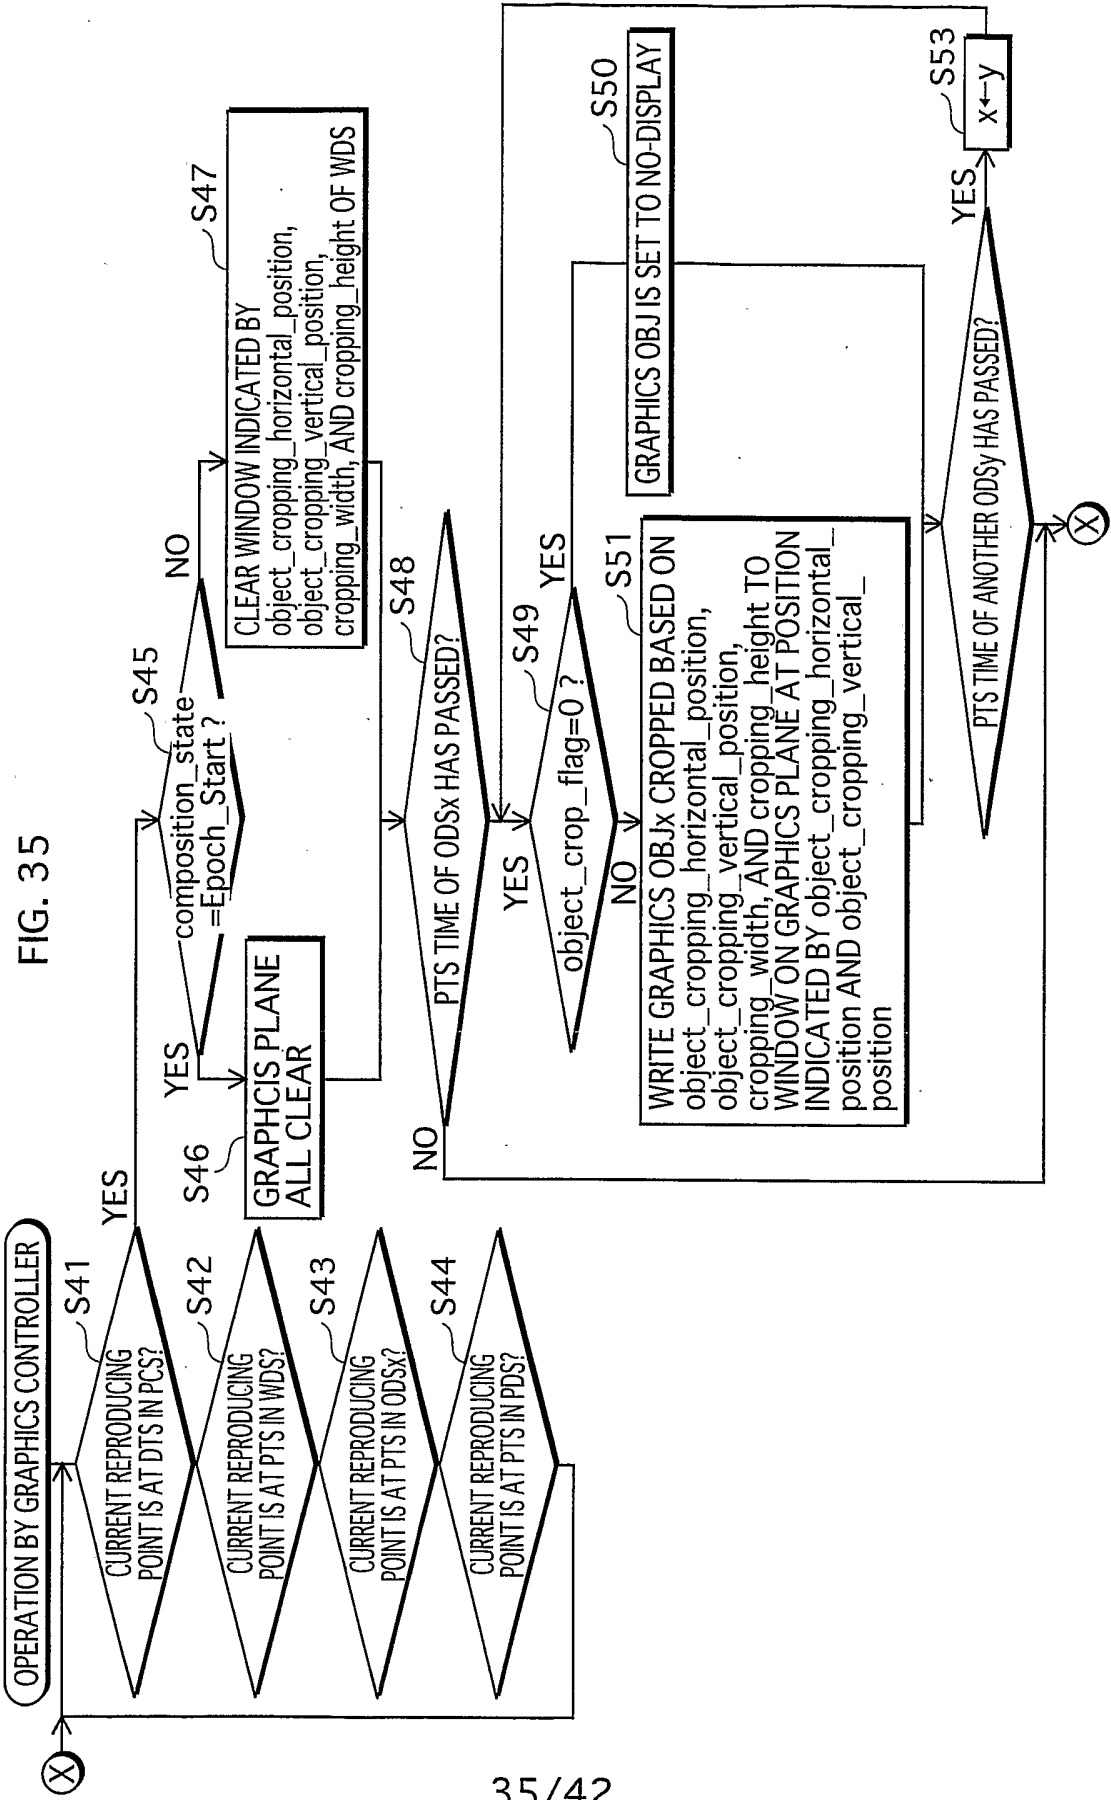 FIG. 35
OPERATION BY GRAPHICS CONTROLLER
X
S41
CURRENT REPRODUCING
POINT IS AT DTS IN PCS?
YES
S42
CURRENT REPRODUCING
POINT IS AT PTS IN WDS?
S43
CURRENT REPRODUCING
POINT IS AT PTS IN ODSx?
S44
CURRENT REPRODUCING
POINT IS AT PTS IN PDS?
S45
composition_state
=Epoch_Start ?
YES
NO
S46
GRAPHCIS PLANE
ALL CLEAR
S47
CLEAR WINDOW INDICATED BY
object_cropping_horizontal_position,
object_cropping_vertical_position,
cropping_width, AND cropping_height OF WDS
S48
PTS TIME OF ODSx HAS PASSED?
NO
YES
S49
object_crop_flag=0 ?
YES
NO
S50
GRAPHICS OBJ IS SET TO NO-DISPLAY
S51
WRITE GRAPHICS OBJx CROPPED BASED ON
object_cropping_horizontal_position,
object_cropping_vertical_position,
cropping_width, AND cropping_height TO
WINDOW ON GRAPHICS PLANE AT POSITION
INDICATED BY object_cropping_horizontal_
position AND object_cropping_vertical_
position
PTS TIME OF ANOTHER ODSy HAS PASSED?
YES
S53
x←y
X
35/42